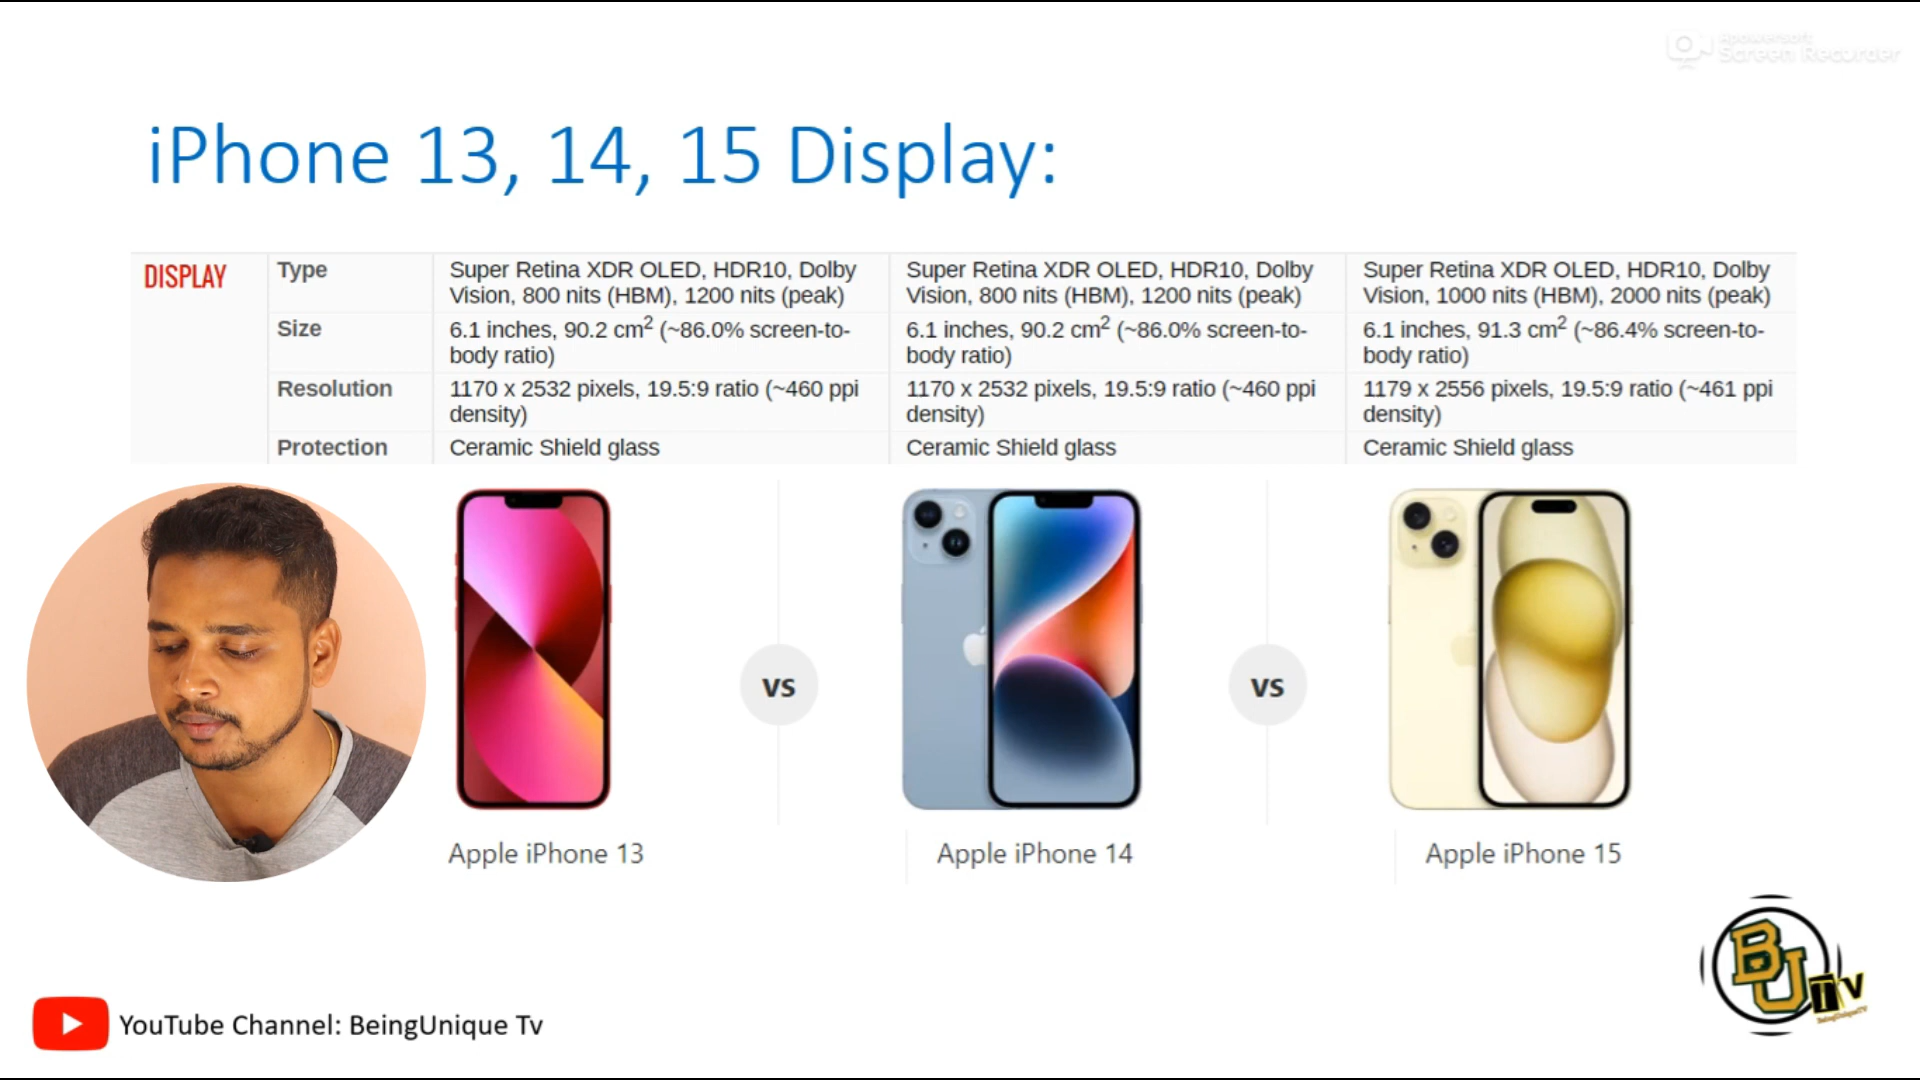 Apowersoft
Screen Recorder
iPhone 13, 14, 15 Display:
DISPLAY
Type
Super Retina XDR OLED, HDR10, Dolby
Vision, 800 nits (HBM), 1200 nits (peak)
Super Retina XDR OLED, HDR10, Dolby
Vision, 800 nits (HBM), 1200 nits (peak)
Super Retina XDR OLED, HDR10, Dolby
Vision, 1000 nits (HBM), 2000 nits (peak)
Size
6.1 inches, 90.2 cm² (~86.0% screen-to-
body ratio)
6.1 inches, 90.2 cm² (~86.0% screen-to-
body ratio)
6.1 inches, 91.3 cm² (~86.4% screen-to-
body ratio)
Resolution
1170 x 2532 pixels, 19.5:9 ratio (~460 ppi
density)
1170 x 2532 pixels, 19.5:9 ratio (~460 ppi
density)
1179 x 2556 pixels, 19.5:9 ratio (~461 ppi
density)
Protection
Ceramic Shield glass
Ceramic Shield glass
Ceramic Shield glass
vs
vs
Apple iPhone 13
Apple iPhone 14
Apple iPhone 15
BU TV
BeingUniqueTV
YouTube Channel: BeingUnique Tv